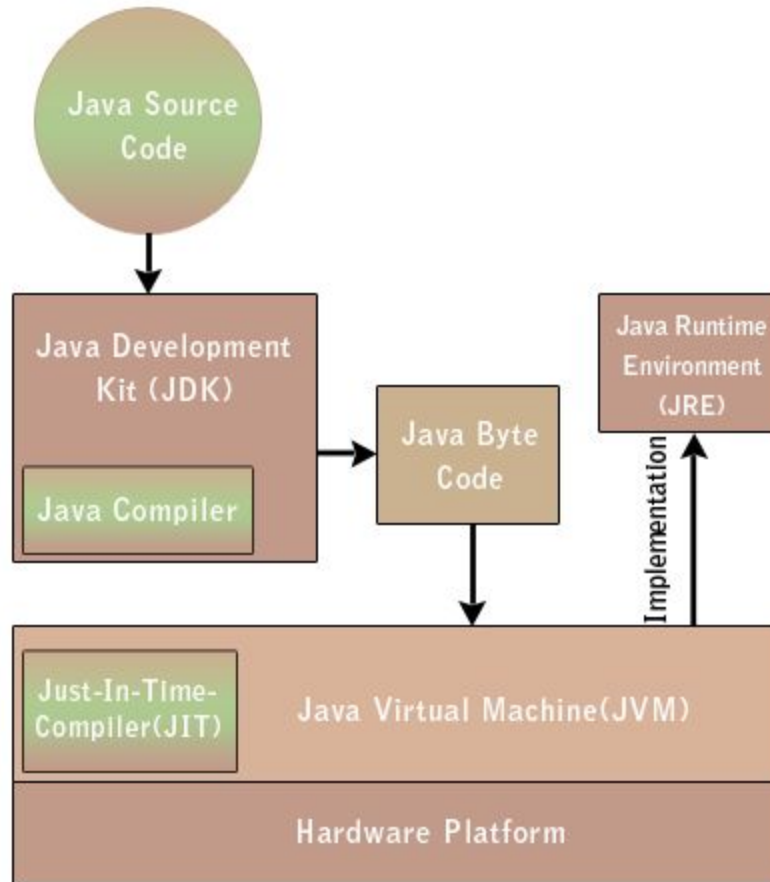 Java Source
Code
Java Development
Kit (JDK)
Java Compiler
Java Byte
Code
Java Runtime
Environment
(JRE)
Implementation
Just-In-Time-
Compiler(JIT)
Java Virtual Machine(JVM)
Hardware Platform